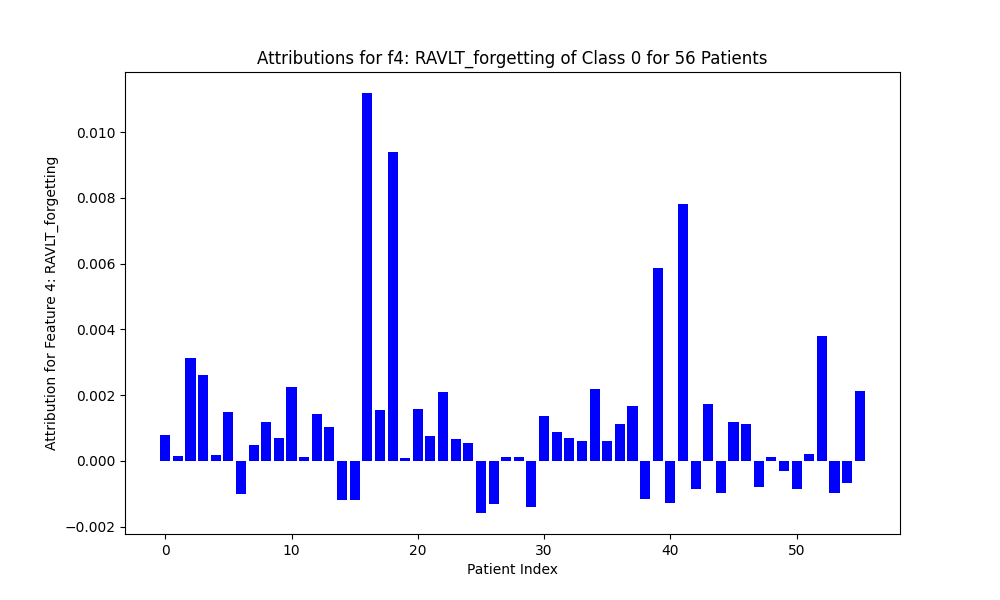 Attributions for f4: RAVLT_forgetting of Class 0 for 56 Patients
Attribution for Feature 4: RAVLT_forgetting
0.010
0.008
0.006
0.004
0.002
0.000
−0.002
0 10 20 30 40 50
Patient Index